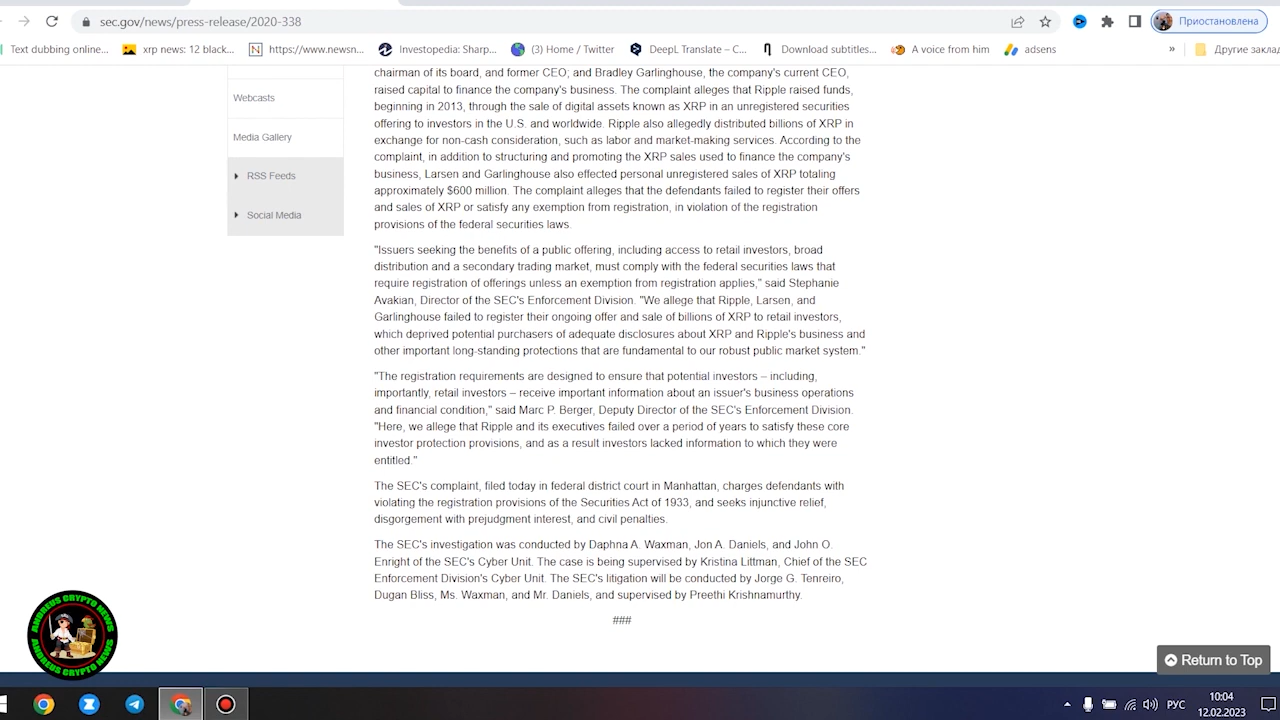 sec.gov/news/press-release/2020-338
Приостановлена
Text dubbing online...
xrp news: 12 black...
https://www.newsn...
Investopedia: Sharp...
(3) Home / Twitter
DeepL Translate – C...
Download subtitles...
A voice from him
adsens
»
Другие заклад
chairman of its board, and former CEO; and Bradley Garlinghouse, the company's current CEO,
raised capital to finance the company's business. The complaint alleges that Ripple raised funds,
beginning in 2013, through the sale of digital assets known as XRP in an unregistered securities
offering to investors in the U.S. and worldwide. Ripple also allegedly distributed billions of XRP in
exchange for non-cash consideration, such as labor and market-making services. According to the
complaint, in addition to structuring and promoting the XRP sales used to finance the company's
business, Larsen and Garlinghouse also effected personal unregistered sales of XRP totaling
approximately $600 million. The complaint alleges that the defendants failed to register their offers
and sales of XRP or satisfy any exemption from registration, in violation of the registration
provisions of the federal securities laws.
Webcasts
Media Gallery
RSS Feeds
Social Media
"Issuers seeking the benefits of a public offering, including access to retail investors, broad
distribution and a secondary trading market, must comply with the federal securities laws that
require registration of offerings unless an exemption from registration applies," said Stephanie
Avakian, Director of the SEC's Enforcement Division. "We allege that Ripple, Larsen, and
Garlinghouse failed to register their ongoing offer and sale of billions of XRP to retail investors,
which deprived potential purchasers of adequate disclosures about XRP and Ripple's business and
other important long-standing protections that are fundamental to our robust public market system."
"The registration requirements are designed to ensure that potential investors – including,
importantly, retail investors – receive important information about an issuer's business operations
and financial condition," said Marc P. Berger, Deputy Director of the SEC's Enforcement Division.
"Here, we allege that Ripple and its executives failed over a period of years to satisfy these core
investor protection provisions, and as a result investors lacked information to which they were
entitled."
The SEC's complaint, filed today in federal district court in Manhattan, charges defendants with
violating the registration provisions of the Securities Act of 1933, and seeks injunctive relief,
disgorgement with prejudgment interest, and civil penalties.
The SEC's investigation was conducted by Daphna A. Waxman, Jon A. Daniels, and John O.
Enright of the SEC's Cyber Unit. The case is being supervised by Kristina Littman, Chief of the SEC
Enforcement Division's Cyber Unit. The SEC's litigation will be conducted by Jorge G. Tenreiro,
Dugan Bliss, Ms. Waxman, and Mr. Daniels, and supervised by Preethi Krishnamurthy.
###
ANDREUS CRYPTO NEWS
ANDREUS CRYPTO NEWS
Return to Top
РУС
10:04
12.02.2023